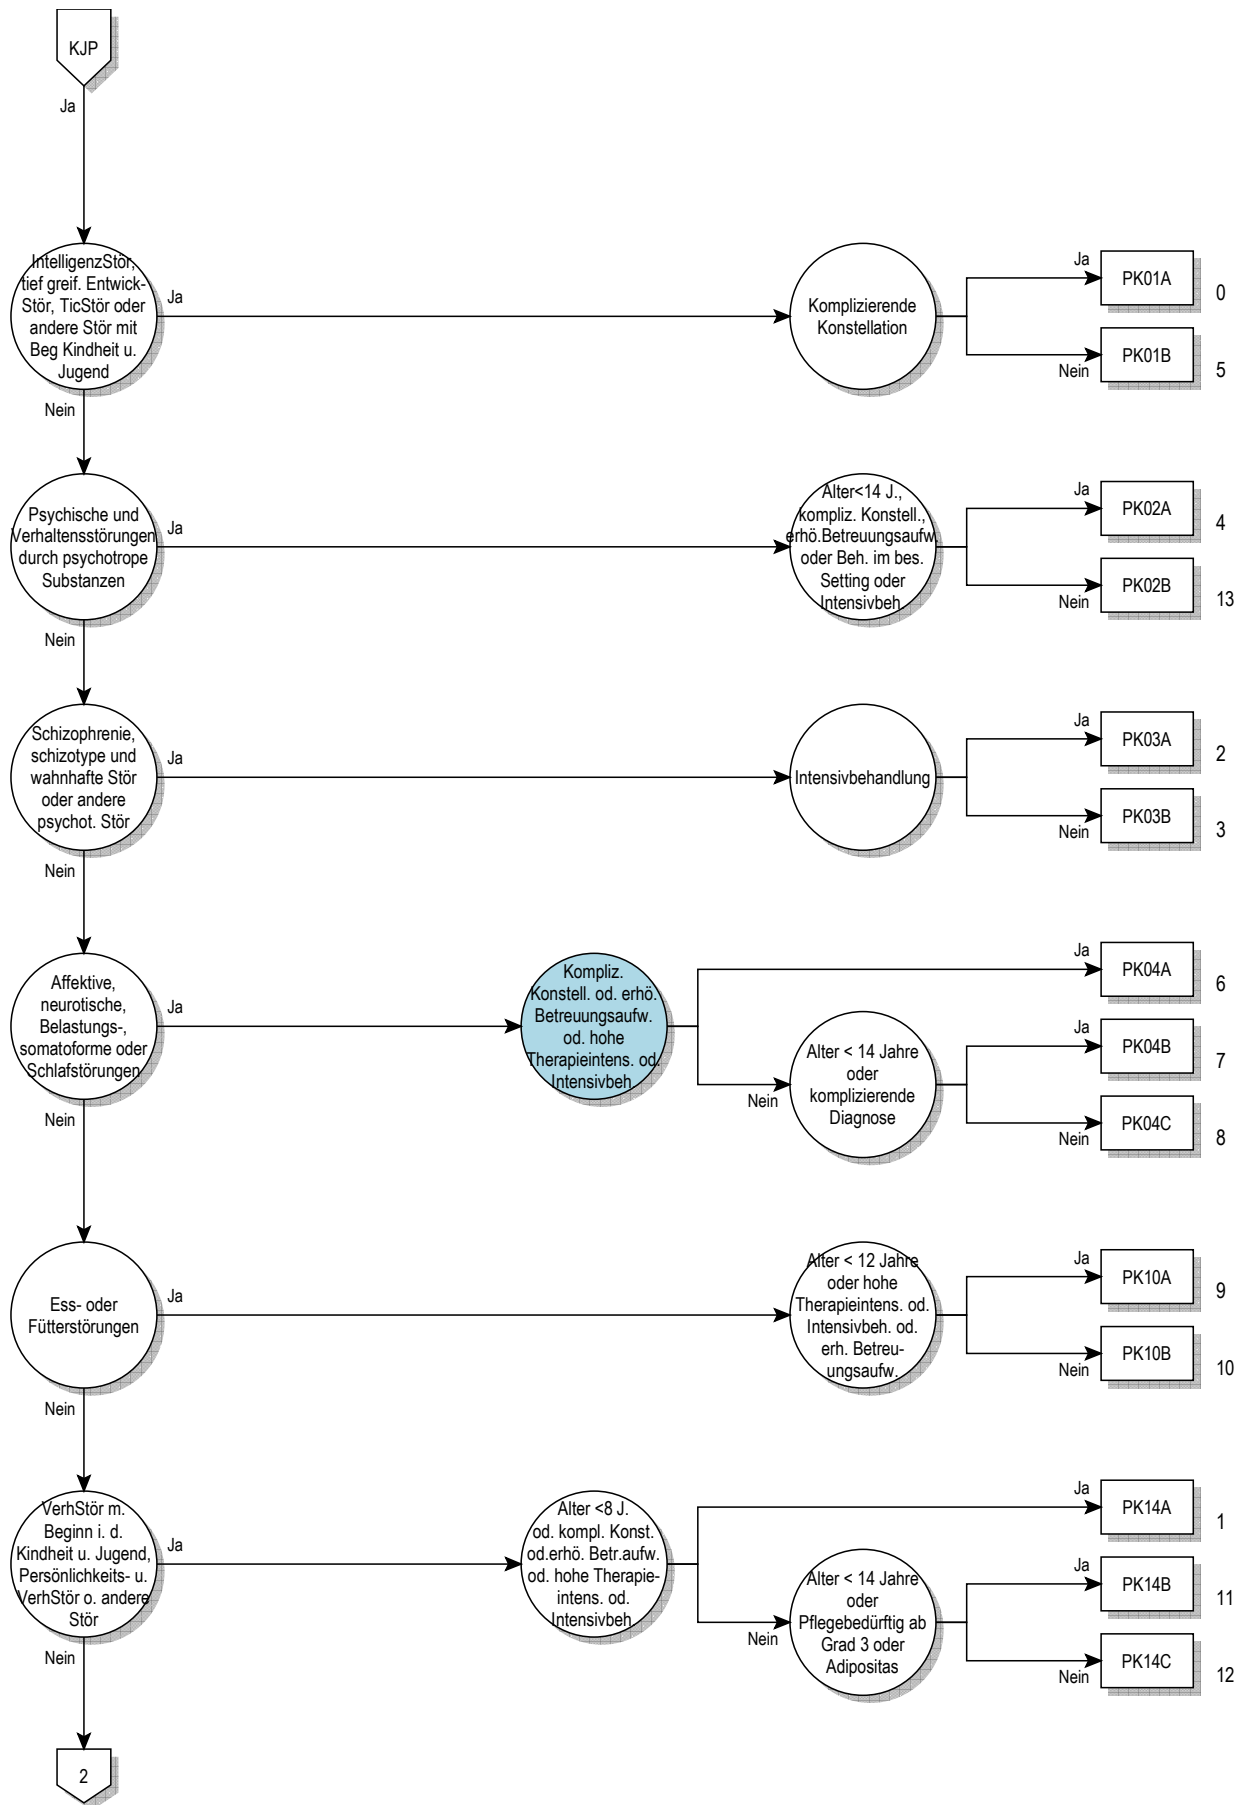 KJP
Ja
IntelligenzStör,
tief greif. Entwick-
Stör, TicStör oder
andere Stör mit
Beg Kindheit u.
Jugend
Ja
Nein
Komplizierende
Konstellation
Ja
PK01A
0
Nein
PK01B
5
Psychische und
Verhaltensstörungen
durch psychotrope
Substanzen
Ja
Nein
Alter<14 J.,
kompliz. Konstell.,
erhö.Betreuungsaufw.
oder Beh. im bes.
Setting oder
Intensivbeh.
Ja
PK02A
4
Nein
PK02B
13
Schizophrenie,
schizotype und
wahnhafte Stör
oder andere
psychot. Stör
Ja
Nein
Intensivbehandlung
Ja
PK03A
2
Nein
PK03B
3
Affektive,
neurotische,
Belastungs-,
somatoforme oder
Schlafstörungen
Ja
Nein
Kompliz.
Konstell. od. erhö.
Betreuungsaufw.
od. hohe
Therapieintens. od.
Intensivbeh.
Ja
PK04A
6
Nein
Alter < 14 Jahre
oder
komplizierende
Diagnose
Ja
PK04B
7
Nein
PK04C
8
Ess- oder
Fütterstörungen
Ja
Nein
Alter < 12 Jahre
oder hohe
Therapieintens. od.
Intensivbeh. od.
erh. Betreu-
ungsaufw.
Ja
PK10A
9
Nein
PK10B
10
VerhStör m.
Beginn i. d.
Kindheit u. Jugend,
Persönlichkeits- u.
VerhStör o. andere
Stör
Ja
Nein
Alter <8 J.
od. kompl. Konst.
od.erhö. Betr.aufw.
od. hohe Therapie-
intens. od.
Intensivbeh.
Ja
PK14A
1
Nein
Alter < 14 Jahre
oder
Pflegebedürftig ab
Grad 3 oder
Adipositas
Ja
PK14B
11
Nein
PK14C
12
2